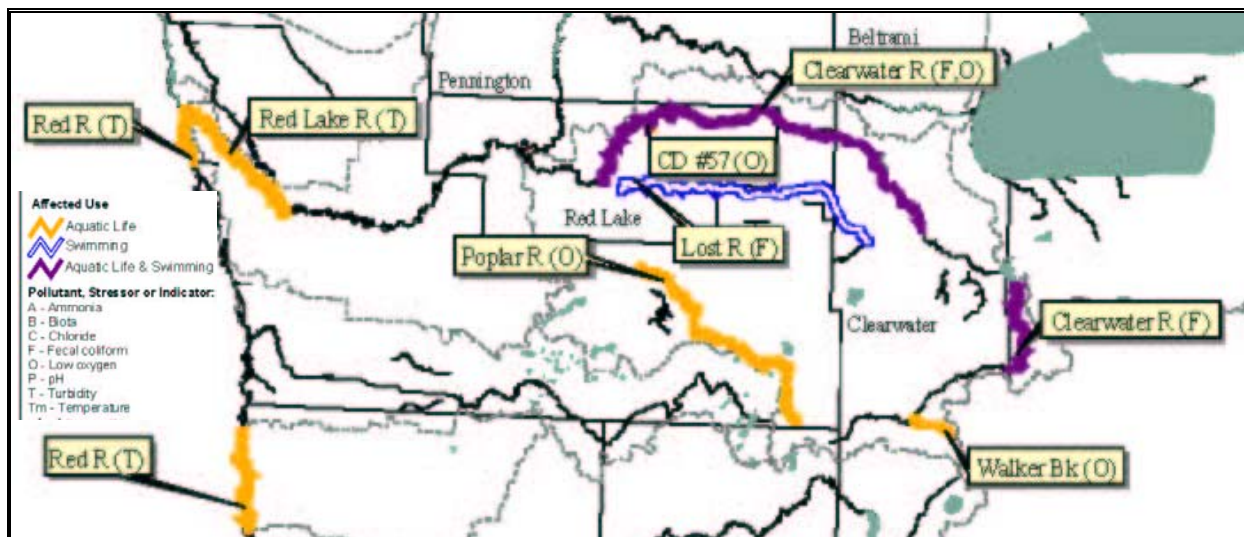 Beltrami
Clearwater R (F,O)
Pennington
Red R (T)
Red Lake R (T)
CD #57 (O)
Affected Use
Aquatic Life
Swimming
Aquatic Life & Swimming
Red Lake
Lost R (F)
Poplar R (O)
Pollutant, Stressor or Indicator:
A - Ammonia
B - Biota
C - Chloride
F - Fecal coliform
O - Low oxygen
P - pH
T - Turbidity
Tm - Temperature
Clearwater
Clearwater R (F)
Red R (T)
Walker Bk (O)